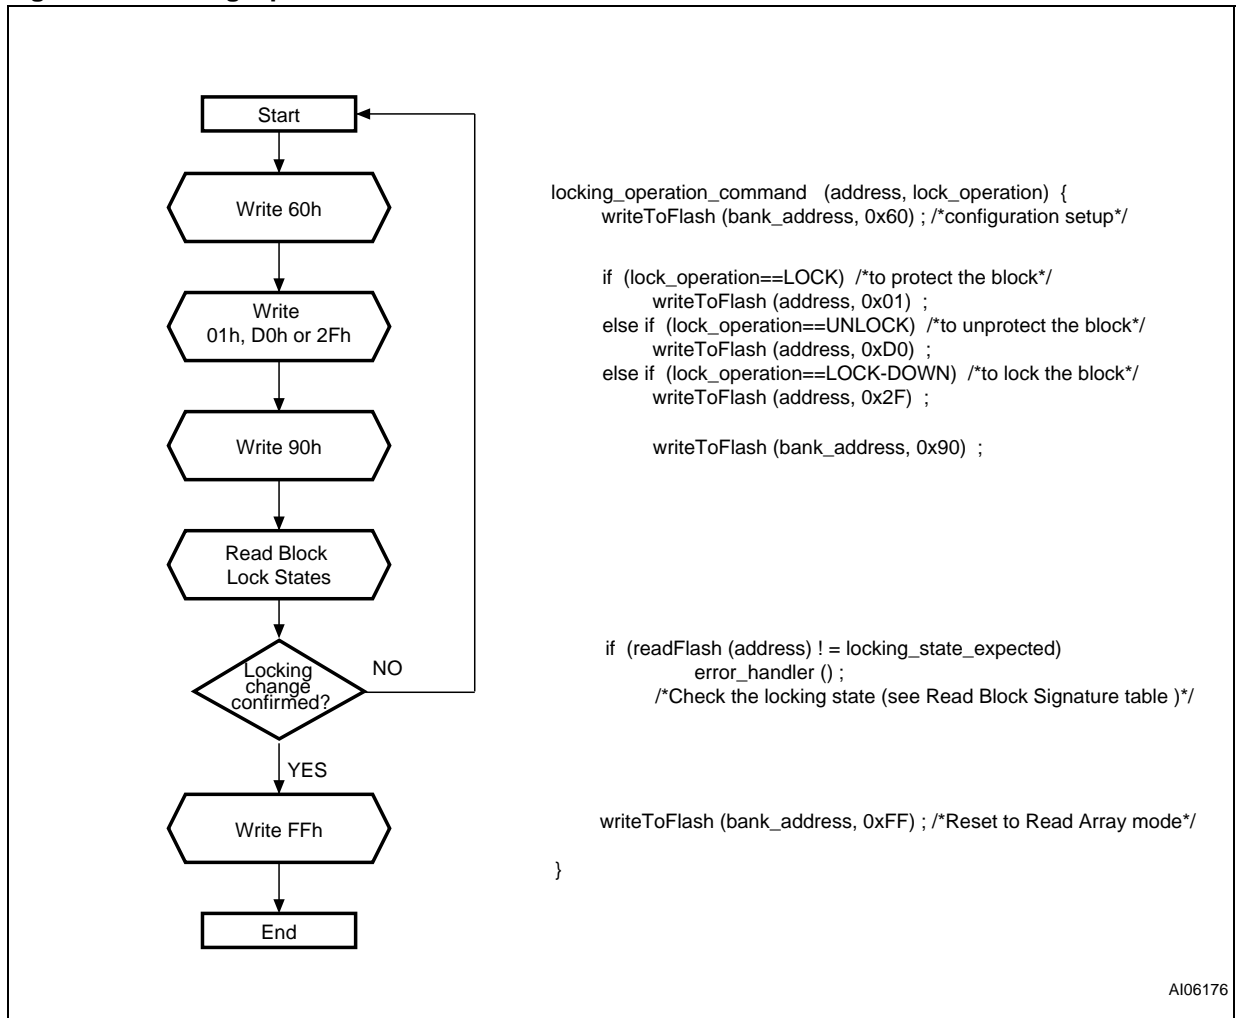 Start
Write 60h
Write
01h, D0h or 2Fh
Write 90h
Read Block
Lock States
Locking
change
confirmed?
NO
YES
Write FFh
End
locking_operation_command (address, lock_operation) {
writeToFlash (bank_address, 0x60) ; /*configuration setup*/
if (lock_operation==LOCK) /*to protect the block*/
writeToFlash (address, 0x01) ;
else if (lock_operation==UNLOCK) /*to unprotect the block*/
writeToFlash (address, 0xD0) ;
else if (lock_operation==LOCK-DOWN) /*to lock the block*/
writeToFlash (address, 0x2F) ;
writeToFlash (bank_address, 0x90) ;
if (readFlash (address) ! = locking_state_expected)
error_handler () ;
/*Check the locking state (see Read Block Signature table )*/
writeToFlash (bank_address, 0xFF) ; /*Reset to Read Array mode*/
}
AI06176